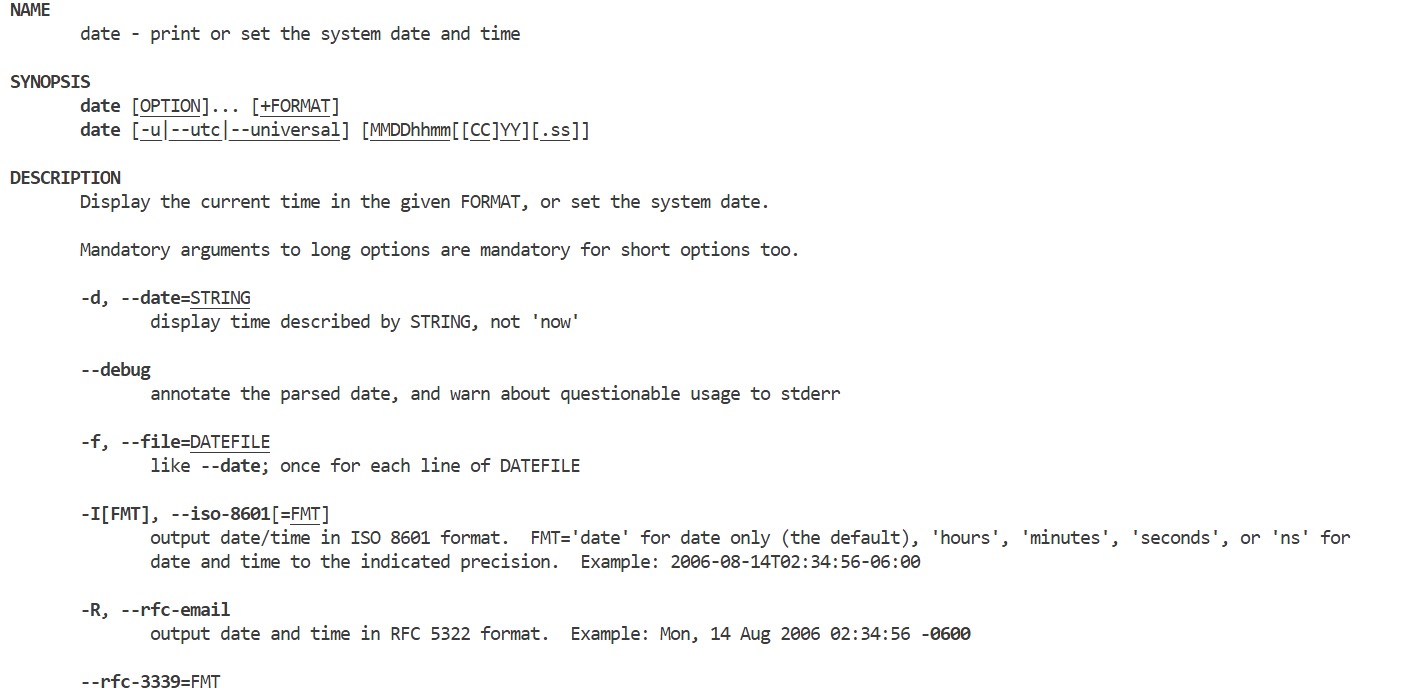 NAME
date - print or set the system date and time
SYNOPSIS
date [OPTION]... [+FORMAT]
date [-u|--utc|--universal] [MMDDhhmm[[CC]YY][.ss]]
DESCRIPTION
Display the current time in the given FORMAT, or set the system date.
Mandatory arguments to long options are mandatory for short options too.
-d, --date=STRING
display time described by STRING, not 'now'
--debug
annotate the parsed date, and warn about questionable usage to stderr
-f, --file=DATEFILE
like --date; once for each line of DATEFILE
-I[FMT], --iso-8601[=FMT]
output date/time in ISO 8601 format.  FMT='date' for date only (the default), 'hours', 'minutes', 'seconds', or 'ns' for
date and time to the indicated precision.  Example: 2006-08-14T02:34:56-06:00
-R, --rfc-email
output date and time in RFC 5322 format.  Example: Mon, 14 Aug 2006 02:34:56 -0600
--rfc-3339=FMT